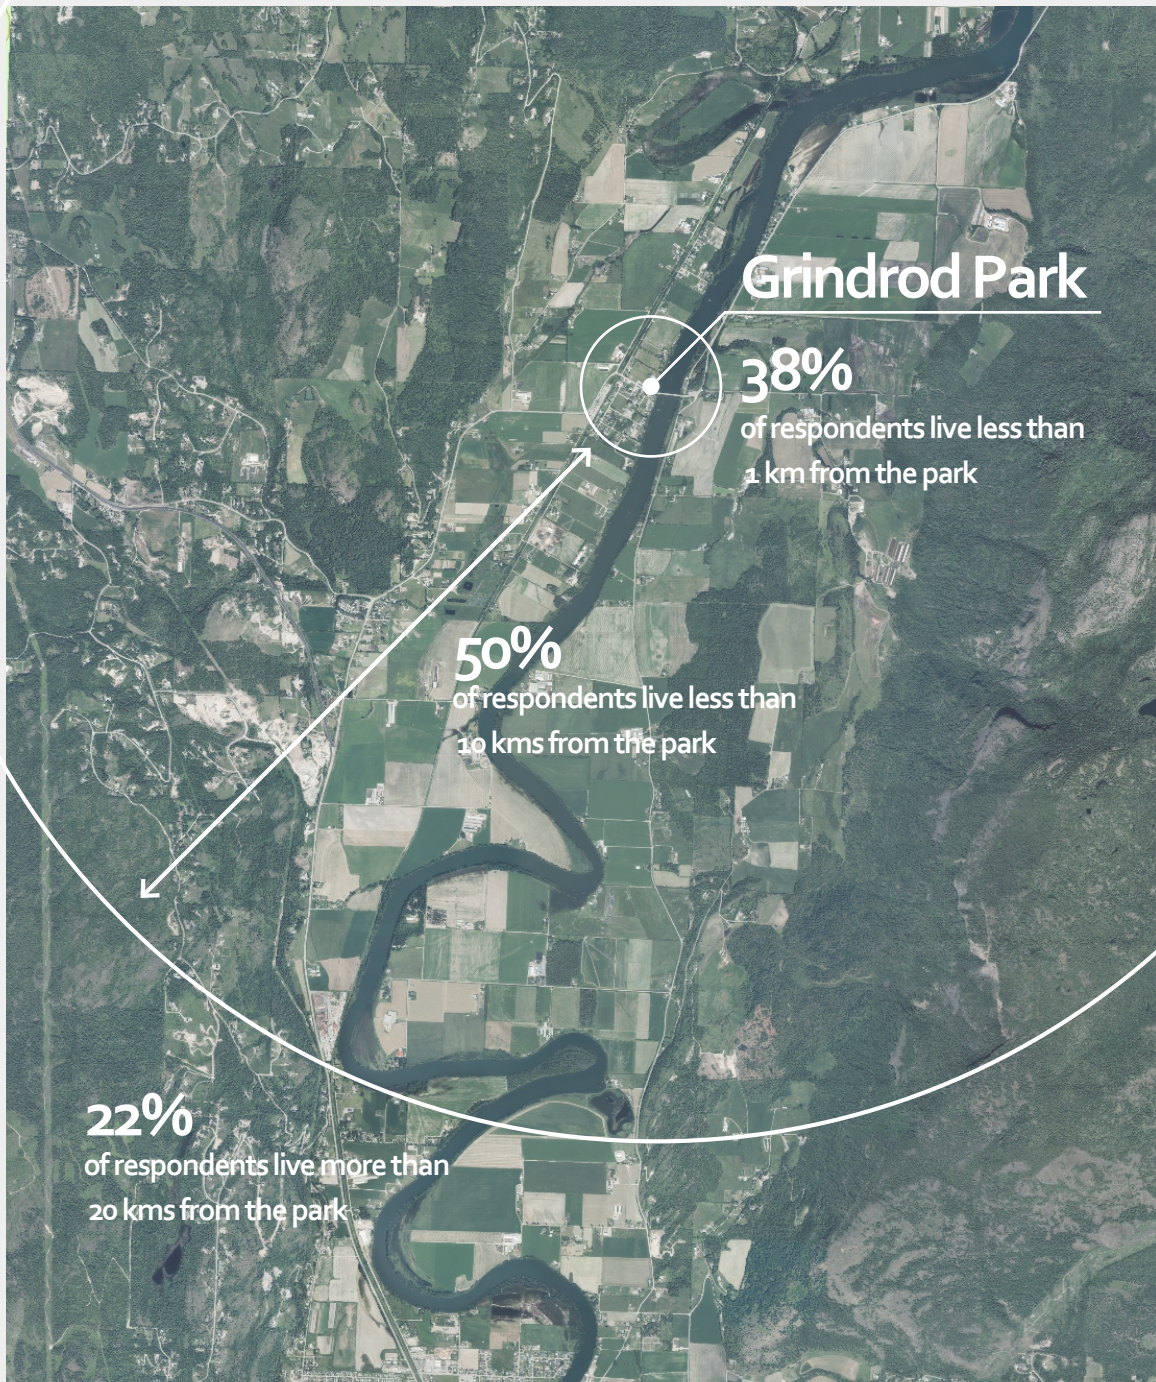 Grindrod Park
38%
of respondents live less than
1 km from the park
50%
of respondents live less than
10 kms from the park
22%
of respondents live more than
20 kms from the park